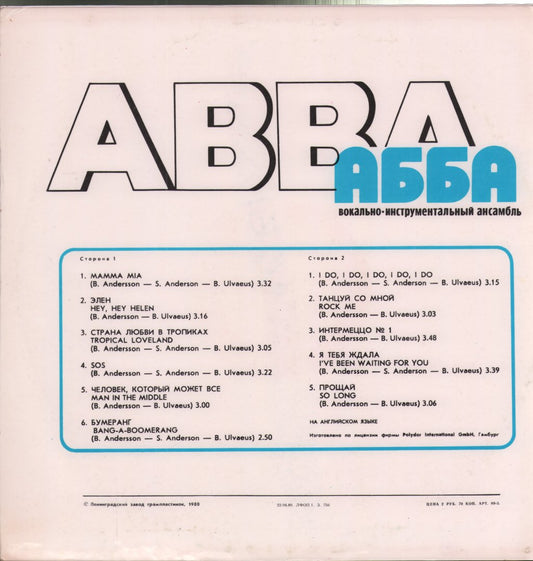 ABBA
АББА
вокально-инструментальный ансамбль
Сторона 1
1. MAMMA MIA
(B. Andersson — S. Anderson — B. Ulvaeus) 3.32
2. ЭЛЕН
HEY, HEY HELEN
(B. Andersson — B. Ulvaeus) 3.16
3. СТРАНА ЛЮБВИ В ТРОПИКАХ
TROPICAL LOVELAND
(B. Andersson — S. Anderson — B. Ulvaeus) 3.05
4. SOS
(B. Andersson — S. Anderson — B. Ulvaeus) 3.22
5. ЧЕЛОВЕК, КОТОРЫЙ МОЖЕТ ВСЕ
MAN IN THE MIDDLE
(B. Andersson — B. Ulvaeus) 3.00
6. БУМЕРАНГ
BANG-A-BOOMERANG
(B. Andersson — S. Anderson — B. Ulvaeus) 2.50
Сторона 2
1. I DO, I DO, I DO, I DO, I DO
(B. Andersson — S. Anderson — B. Ulvaeus) 3.15
2. ТАНЦУЙ СО МНОЙ
ROCK ME
(B. Andersson — B. Ulvaeus) 3.03
3. ИНТЕРМЕЦЦО № 1
(B. Andersson — B. Ulvaeus) 3.48
4. Я ТЕБЯ ЖДАЛА
I'VE BEEN WAITING FOR YOU
(B. Andersson — S. Anderson — B. Ulvaeus) 3.39
5. ПРОЩАЙ
SO LONG
(B. Andersson — B. Ulvaeus) 3.06
НА АНГЛИЙСКОМ ЯЗЫКЕ
Изготовлено по лицензии фирмы Polydor International GmbH, Гамбург
© Ленинградский завод грампластинок, 1980
ЦЕНА 2 РУБ. 74 КОП. АРТ.